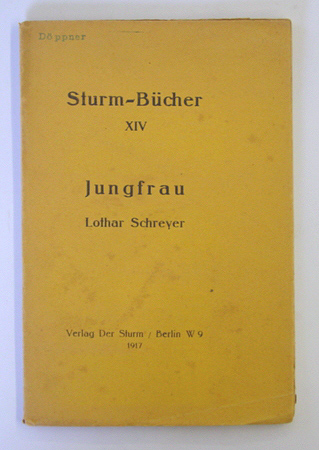 Döppner
Sturm-Bücher
XIV
Jungfrau
Lothar Schreyer
Verlag Der Sturm / Berlin W 9
1917